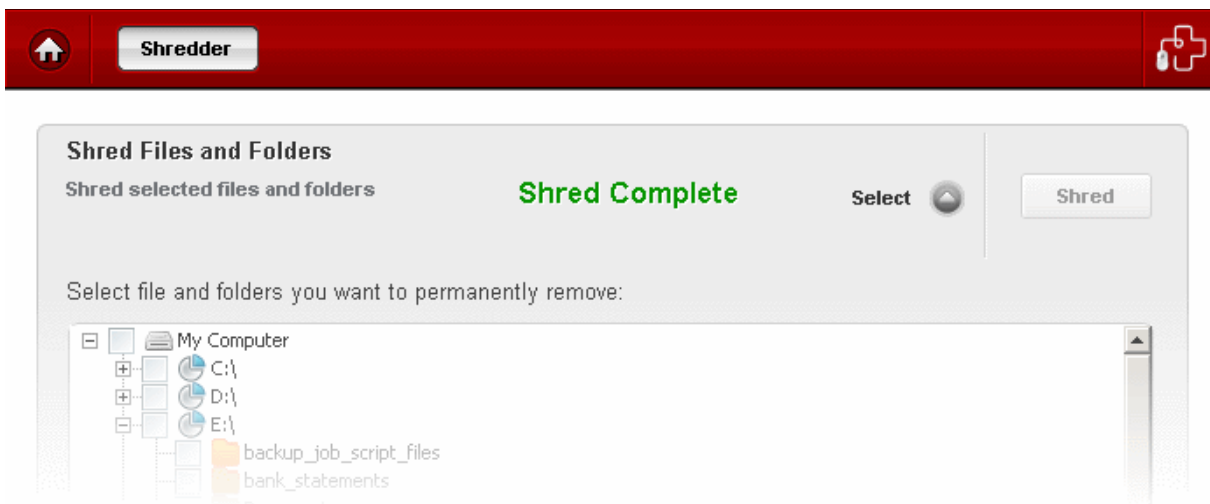 Shredder
Shred Files and Folders
Shred selected files and folders
Shred Complete
Select
Shred
Select file and folders you want to permanently remove:
My Computer
C:\
D:\
E:\
backup_job_script_files
bank_statements